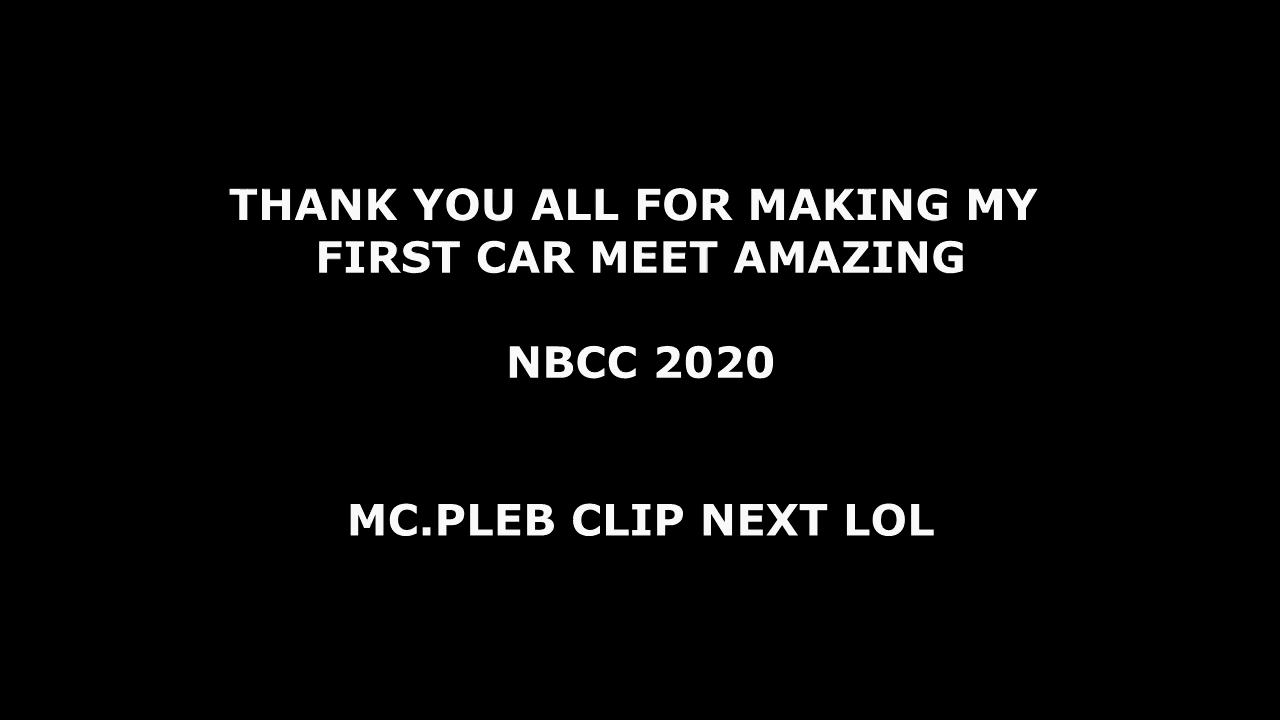 THANK YOU ALL FOR MAKING MY
FIRST CAR MEET AMAZING
NBCC 2020
MC.PLEB CLIP NEXT LOL